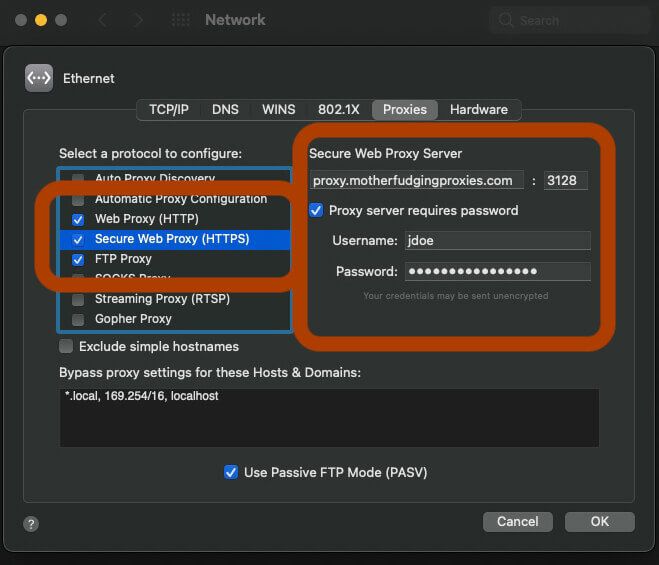 Network
Search
Ethernet
TCP/IP DNS WINS 802.1X Proxies Hardware
Select a protocol to configure:
Auto Proxy Discovery
Automatic Proxy Configuration
Web Proxy (HTTP)
Secure Web Proxy (HTTPS)
FTP Proxy
SOCKS Proxy
Streaming Proxy (RTSP)
Gopher Proxy
Secure Web Proxy Server
proxy.motherfudgingproxies.com : 3128
Proxy server requires password
Username: jdoe
Password: ••••••••••••••••
Your credentials may be sent unencrypted
Exclude simple hostnames
Bypass proxy settings for these Hosts & Domains:
*.local, 169.254/16, localhost
Use Passive FTP Mode (PASV)
?
Cancel OK